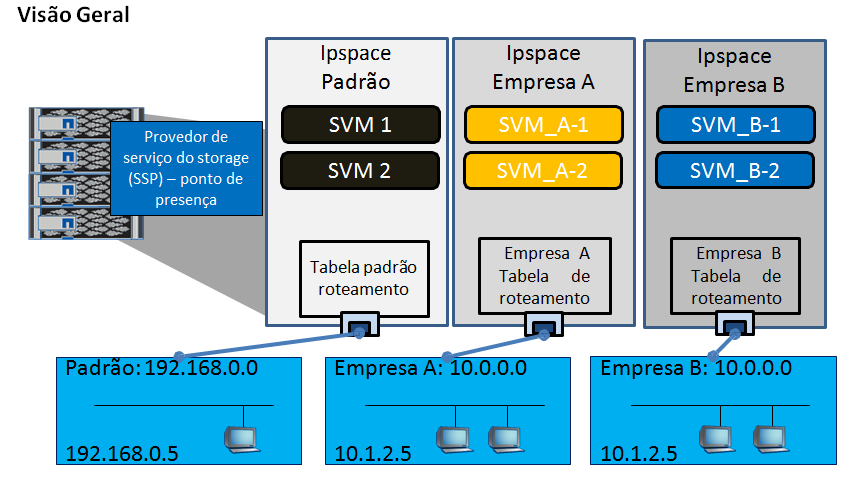 Visão Geral
Ipspace
Padrão
Ipspace
Empresa A
Ipspace
Empresa B
Provedor de
serviço do storage
(SSP) – ponto de
presença
SVM 1
SVM_A-1
SVM_B-1
SVM 2
SVM_A-2
SVM_B-2
Tabela padrão
roteamento
Empresa A
Tabela de
roteamento
Empresa B
Tabela de
roteamento
Padrão: 192.168.0.0
192.168.0.5
Empresa A: 10.0.0.0
10.1.2.5
Empresa B: 10.0.0.0
10.1.2.5